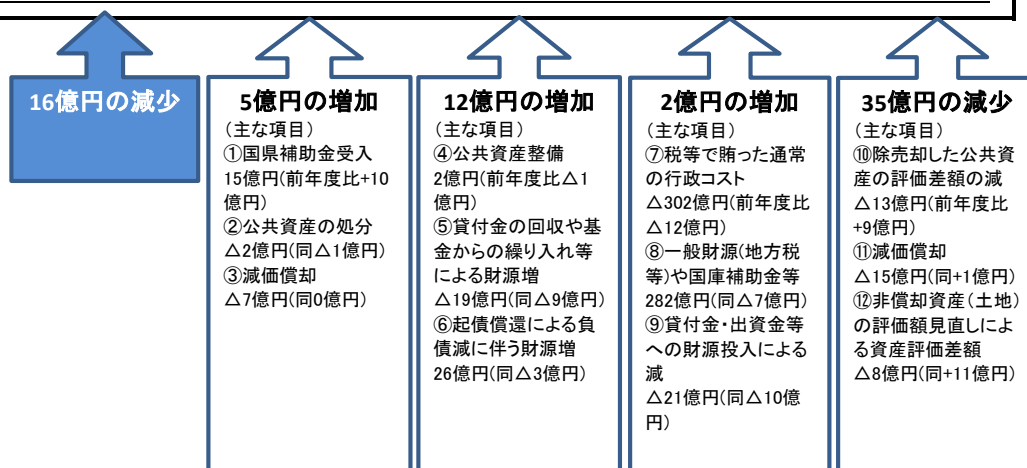 16億円の減少
5億円の増加
（主な項目）
①国県補助金受入
15億円(前年度比+10
億円)
②公共資産の処分
△2億円(同△1億円)
③減価償却
△7億円(同0億円)
12億円の増加
（主な項目）
④公共資産整備
2億円(前年度比△1
億円)
⑤貸付金の回収や基
金からの繰り入れ等
による財源増
△19億円(同△9億円)
⑥起債償還による負
債減に伴う財源増
26億円(同△3億円)
2億円の増加
（主な項目）
⑦税等で賄った通常
の行政コスト
△302億円(前年度比
△12億円)
⑧一般財源(地方税
等)や国庫補助金等
282億円(同△7億円)
⑨貸付金・出資金等
への財源投入による
減
△21億円(同△10億
円)
35億円の減少
（主な項目）
⑩除売却した公共資
産の評価差額の減
△13億円(前年度比
+9億円)
⑪減価償却
△15億円(同+1億円)
⑫非償却資産（土地）
の評価額見直しによ
る資産評価差額
△8億円(同+11億円)